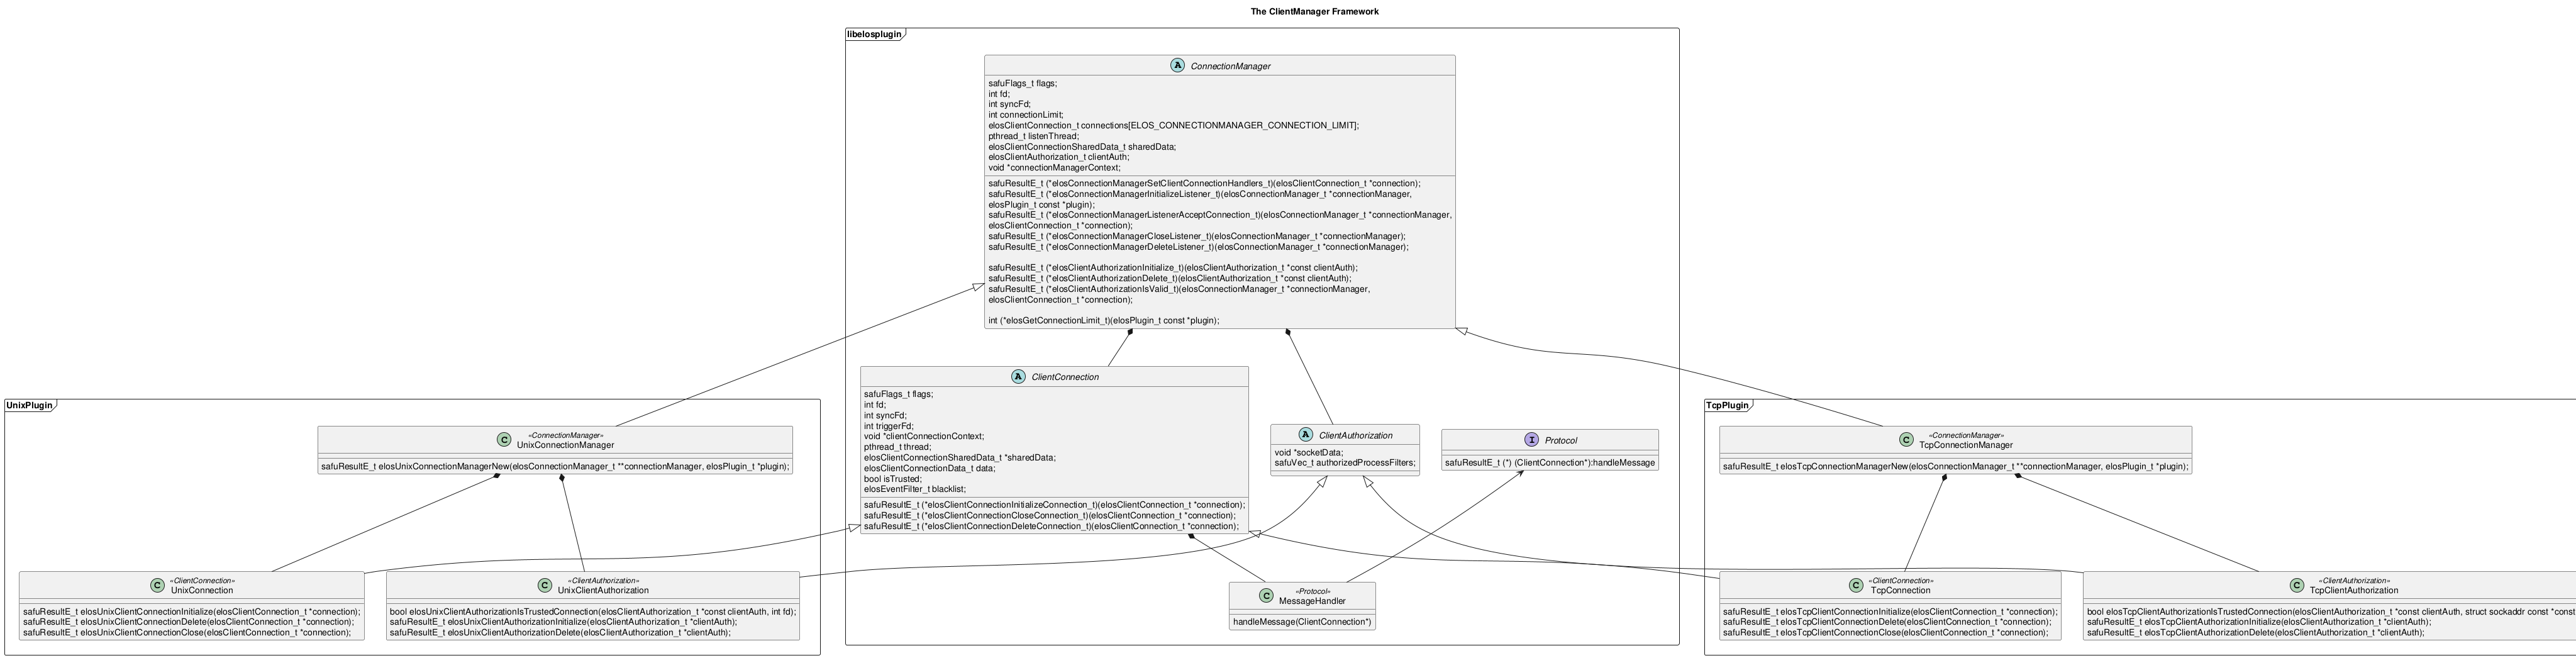 The ClientManager Framework
libelosplugin
A ConnectionManager
safuFlags_t flags;
int fd;
int syncFd;
int connectionLimit;
elosClientConnection_t connections[ELOS_CONNECTIONMANAGER_CONNECTION_LIMIT];
pthread_t listenThread;
elosClientConnectionSharedData_t sharedData;
elosClientAuthorization_t clientAuth;
void *connectionManagerContext;
safuResultE_t (*elosConnectionManagerSetClientConnectionHandlers_t)(elosClientConnection_t *connection);
safuResultE_t (*elosConnectionManagerInitializeListener_t)(elosConnectionManager_t *connectionManager,
elosPlugin_t const *plugin);
safuResultE_t (*elosConnectionManagerListenerAcceptConnection_t)(elosConnectionManager_t *connectionManager,
elosClientConnection_t *connection);
safuResultE_t (*elosConnectionManagerCloseListener_t)(elosConnectionManager_t *connectionManager);
safuResultE_t (*elosConnectionManagerDeleteListener_t)(elosConnectionManager_t *connectionManager);
safuResultE_t (*elosClientAuthorizationInitialize_t)(elosClientAuthorization_t *const clientAuth);
safuResultE_t (*elosClientAuthorizationDelete_t)(elosClientAuthorization_t *const clientAuth);
safuResultE_t (*elosClientAuthorizationIsValid_t)(elosConnectionManager_t *connectionManager,
elosClientConnection_t *connection);
int (*elosGetConnectionLimit_t)(elosPlugin_t const *plugin);
A ClientConnection
safuFlags_t flags;
int fd;
int syncFd;
int triggerFd;
void *clientConnectionContext;
pthread_t thread;
elosClientConnectionSharedData_t *sharedData;
elosClientConnectionData_t data;
bool isTrusted;
elosEventFilter_t blacklist;
safuResultE_t (*elosClientConnectionInitializeConnection_t)(elosClientConnection_t *connection);
safuResultE_t (*elosClientConnectionCloseConnection_t)(elosClientConnection_t *connection);
safuResultE_t (*elosClientConnectionDeleteConnection_t)(elosClientConnection_t *connection);
A ClientAuthorization
void *socketData;
safuVec_t authorizedProcessFilters;
I Protocol
safuResultE_t (*) (ClientConnection*):handleMessage
«Protocol»
C MessageHandler
handleMessage(ClientConnection*)
UnixPlugin
«ConnectionManager»
C UnixConnectionManager
safuResultE_t elosUnixConnectionManagerNew(elosConnectionManager_t **connectionManager, elosPlugin_t *plugin);
«ClientConnection»
C UnixConnection
safuResultE_t elosUnixClientConnectionInitialize(elosClientConnection_t *connection);
safuResultE_t elosUnixClientConnectionDelete(elosClientConnection_t *connection);
safuResultE_t elosUnixClientConnectionClose(elosClientConnection_t *connection);
«ClientAuthorization»
C UnixClientAuthorization
bool elosUnixClientAuthorizationIsTrustedConnection(elosClientAuthorization_t *const clientAuth, int fd);
safuResultE_t elosUnixClientAuthorizationInitialize(elosClientAuthorization_t *clientAuth);
safuResultE_t elosUnixClientAuthorizationDelete(elosClientAuthorization_t *clientAuth);
TcpPlugin
«ConnectionManager»
C TcpConnectionManager
safuResultE_t elosTcpConnectionManagerNew(elosConnectionManager_t **connectionManager, elosPlugin_t *plugin);
«ClientConnection»
C TcpConnection
safuResultE_t elosTcpClientConnectionInitialize(elosClientConnection_t *connection);
safuResultE_t elosTcpClientConnectionDelete(elosClientConnection_t *connection);
safuResultE_t elosTcpClientConnectionClose(elosClientConnection_t *connection);
«ClientAuthorization»
C TcpClientAuthorization
bool elosTcpClientAuthorizationIsTrustedConnection(elosClientAuthorization_t *const clientAuth, struct sockaddr const *const
safuResultE_t elosTcpClientAuthorizationInitialize(elosClientAuthorization_t *clientAuth);
safuResultE_t elosTcpClientAuthorizationDelete(elosClientAuthorization_t *clientAuth);